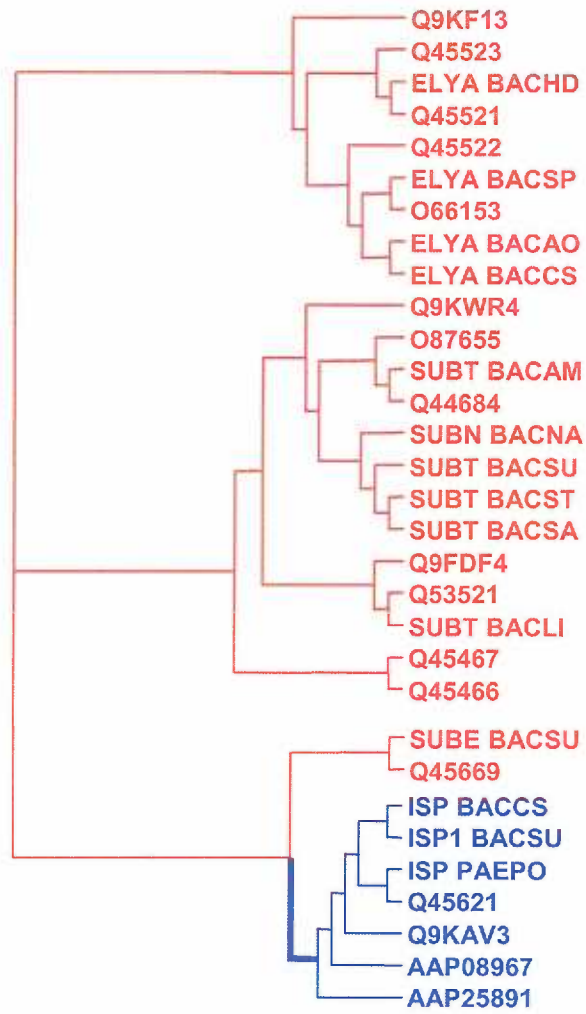 Q9KF13
Q45523
ELYA BACHD
Q45521
Q45522
ELYA BACSP
O66153
ELYA BACAO
ELYA BACCS
Q9KWR4
O87655
SUBT BACAM
Q44684
SUBN BACNA
SUBT BACSU
SUBT BACST
SUBT BACSA
Q9FDF4
Q53521
SUBT BACLI
Q45467
Q45466
SUBE BACSU
Q45669
ISP BACCS
ISP1 BACSU
ISP PAEPO
Q45621
Q9KAV3
AAP08967
AAP25891